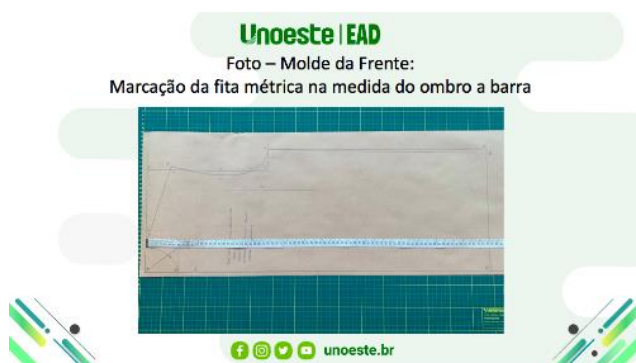 Unoeste | EAD
Foto – Molde da Frente:
Marcação da fita métrica na medida do ombro a barra
unoeste.br